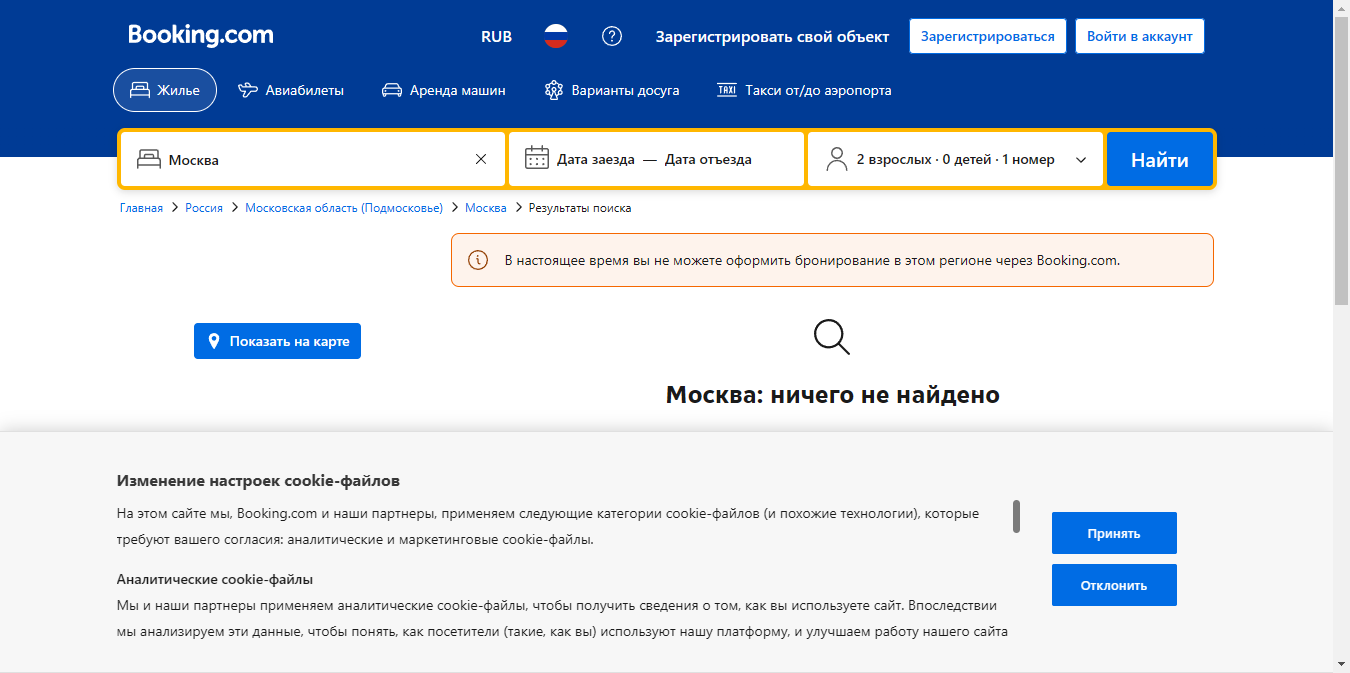 Booking.com
RUB
Зарегистрировать свой объект
Зарегистрироваться
Войти в аккаунт
Жилье
Авиабилеты
Аренда машин
Варианты досуга
TAXI
Такси от/до аэропорта
Москва
Дата заезда — Дата отъезда
2 взрослых · 0 детей · 1 номер
Найти
Главная
Россия
Московская область (Подмосковье)
Москва
Результаты поиска
В настоящее время вы не можете оформить бронирование в этом регионе через Booking.com.
Показать на карте
Москва: ничего не найдено
Изменение настроек cookie-файлов
На этом сайте мы, Booking.com и наши партнеры, применяем следующие категории cookie-файлов (и похожие технологии), которые
требуют вашего согласия: аналитические и маркетинговые cookie-файлы.
Аналитические cookie-файлы
Мы и наши партнеры применяем аналитические cookie-файлы, чтобы получить сведения о том, как вы используете сайт. Впоследствии
мы анализируем эти данные, чтобы понять, как посетители (такие, как вы) используют нашу платформу, и улучшаем работу нашего сайта
Принять
Отклонить